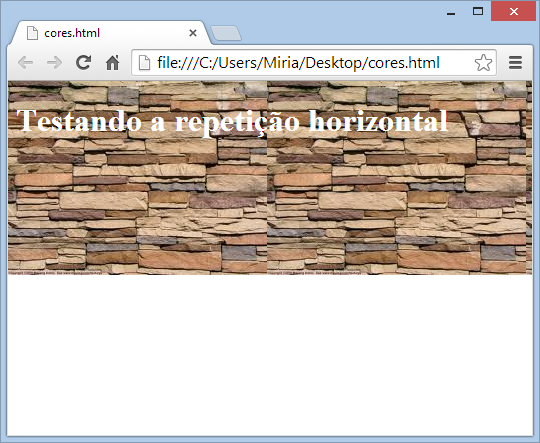 cores.html
file:///C:/Users/Miria/Desktop/cores.html
Testando a repetição horizontal